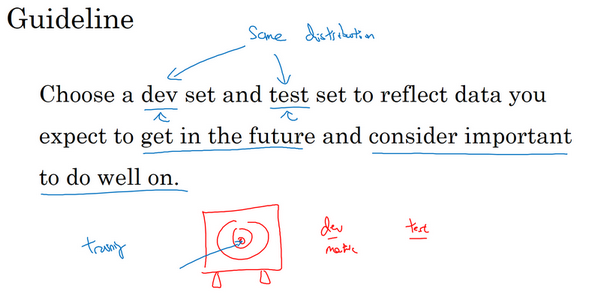 Guideline
Same distribution
Choose a dev set and test set to reflect data you
expect to get in the future and consider important
to do well on.
dev test
metric